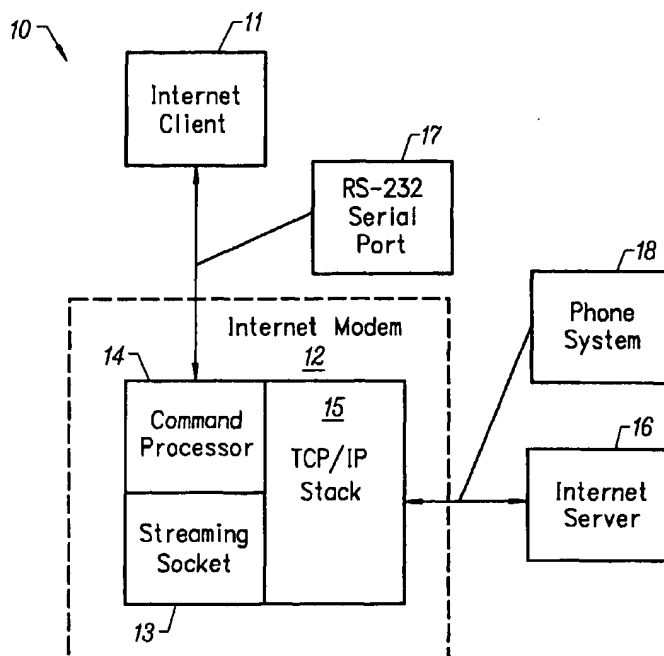 10
11
Internet
Client
17
RS-232
Serial
Port
18
Phone
System
Internet Modem
14
12
Command
Processor
15
TCP/IP
Stack
16
Internet
Server
Streaming
Socket
13